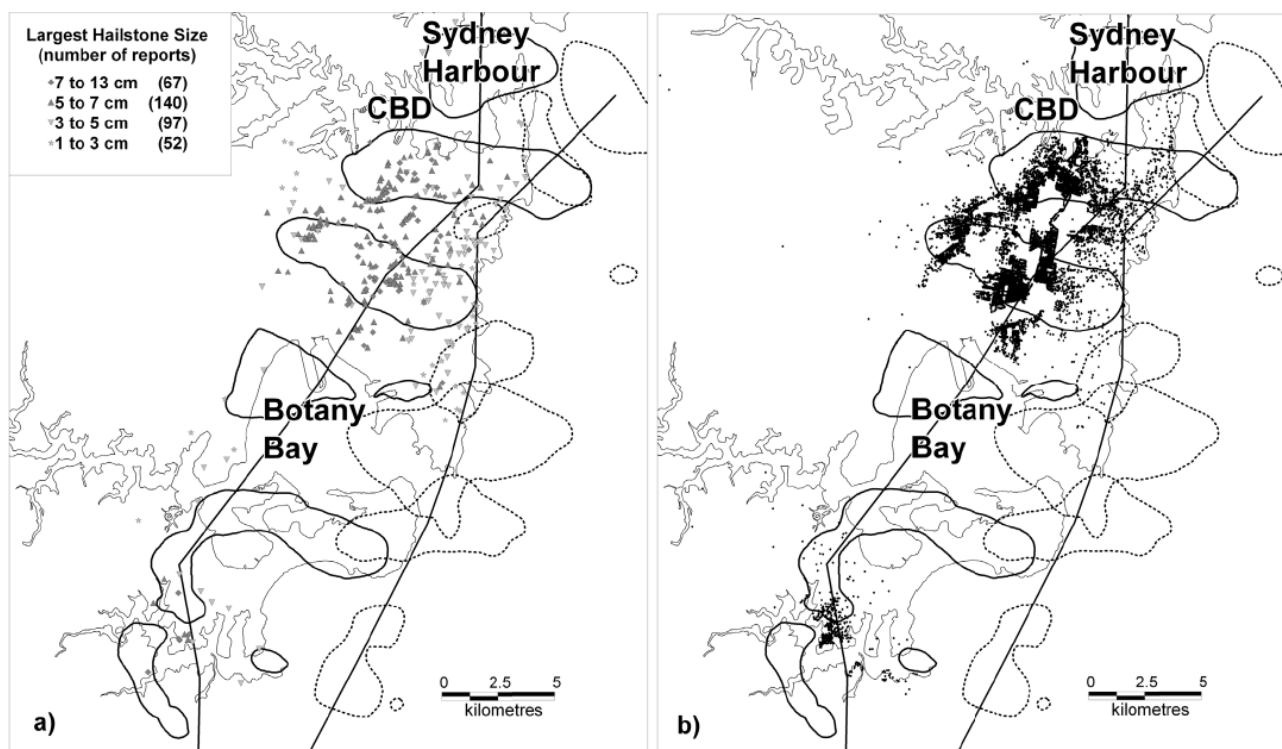 Largest Hailstone Size
(number of reports)
7 to 13 cm (67)
5 to 7 cm (140)
3 to 5 cm (97)
1 to 3 cm (52)
Sydney
Harbour
CBD
Botany
Bay
0 2.5 5
kilometres
a)
Sydney
Harbour
CBD
Botany
Bay
0 2.5 5
kilometres
b)